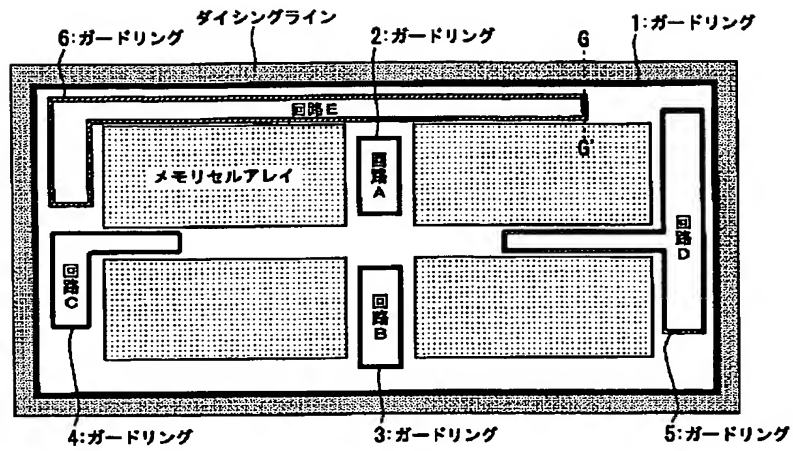 ダイシングライン
6:ガードリング
2:ガードリング
G
1:ガードリング
回路E
G'
メモリセルアレイ
回路A
回路D
回路C
回路B
4:ガードリング
3:ガードリング
5:ガードリング